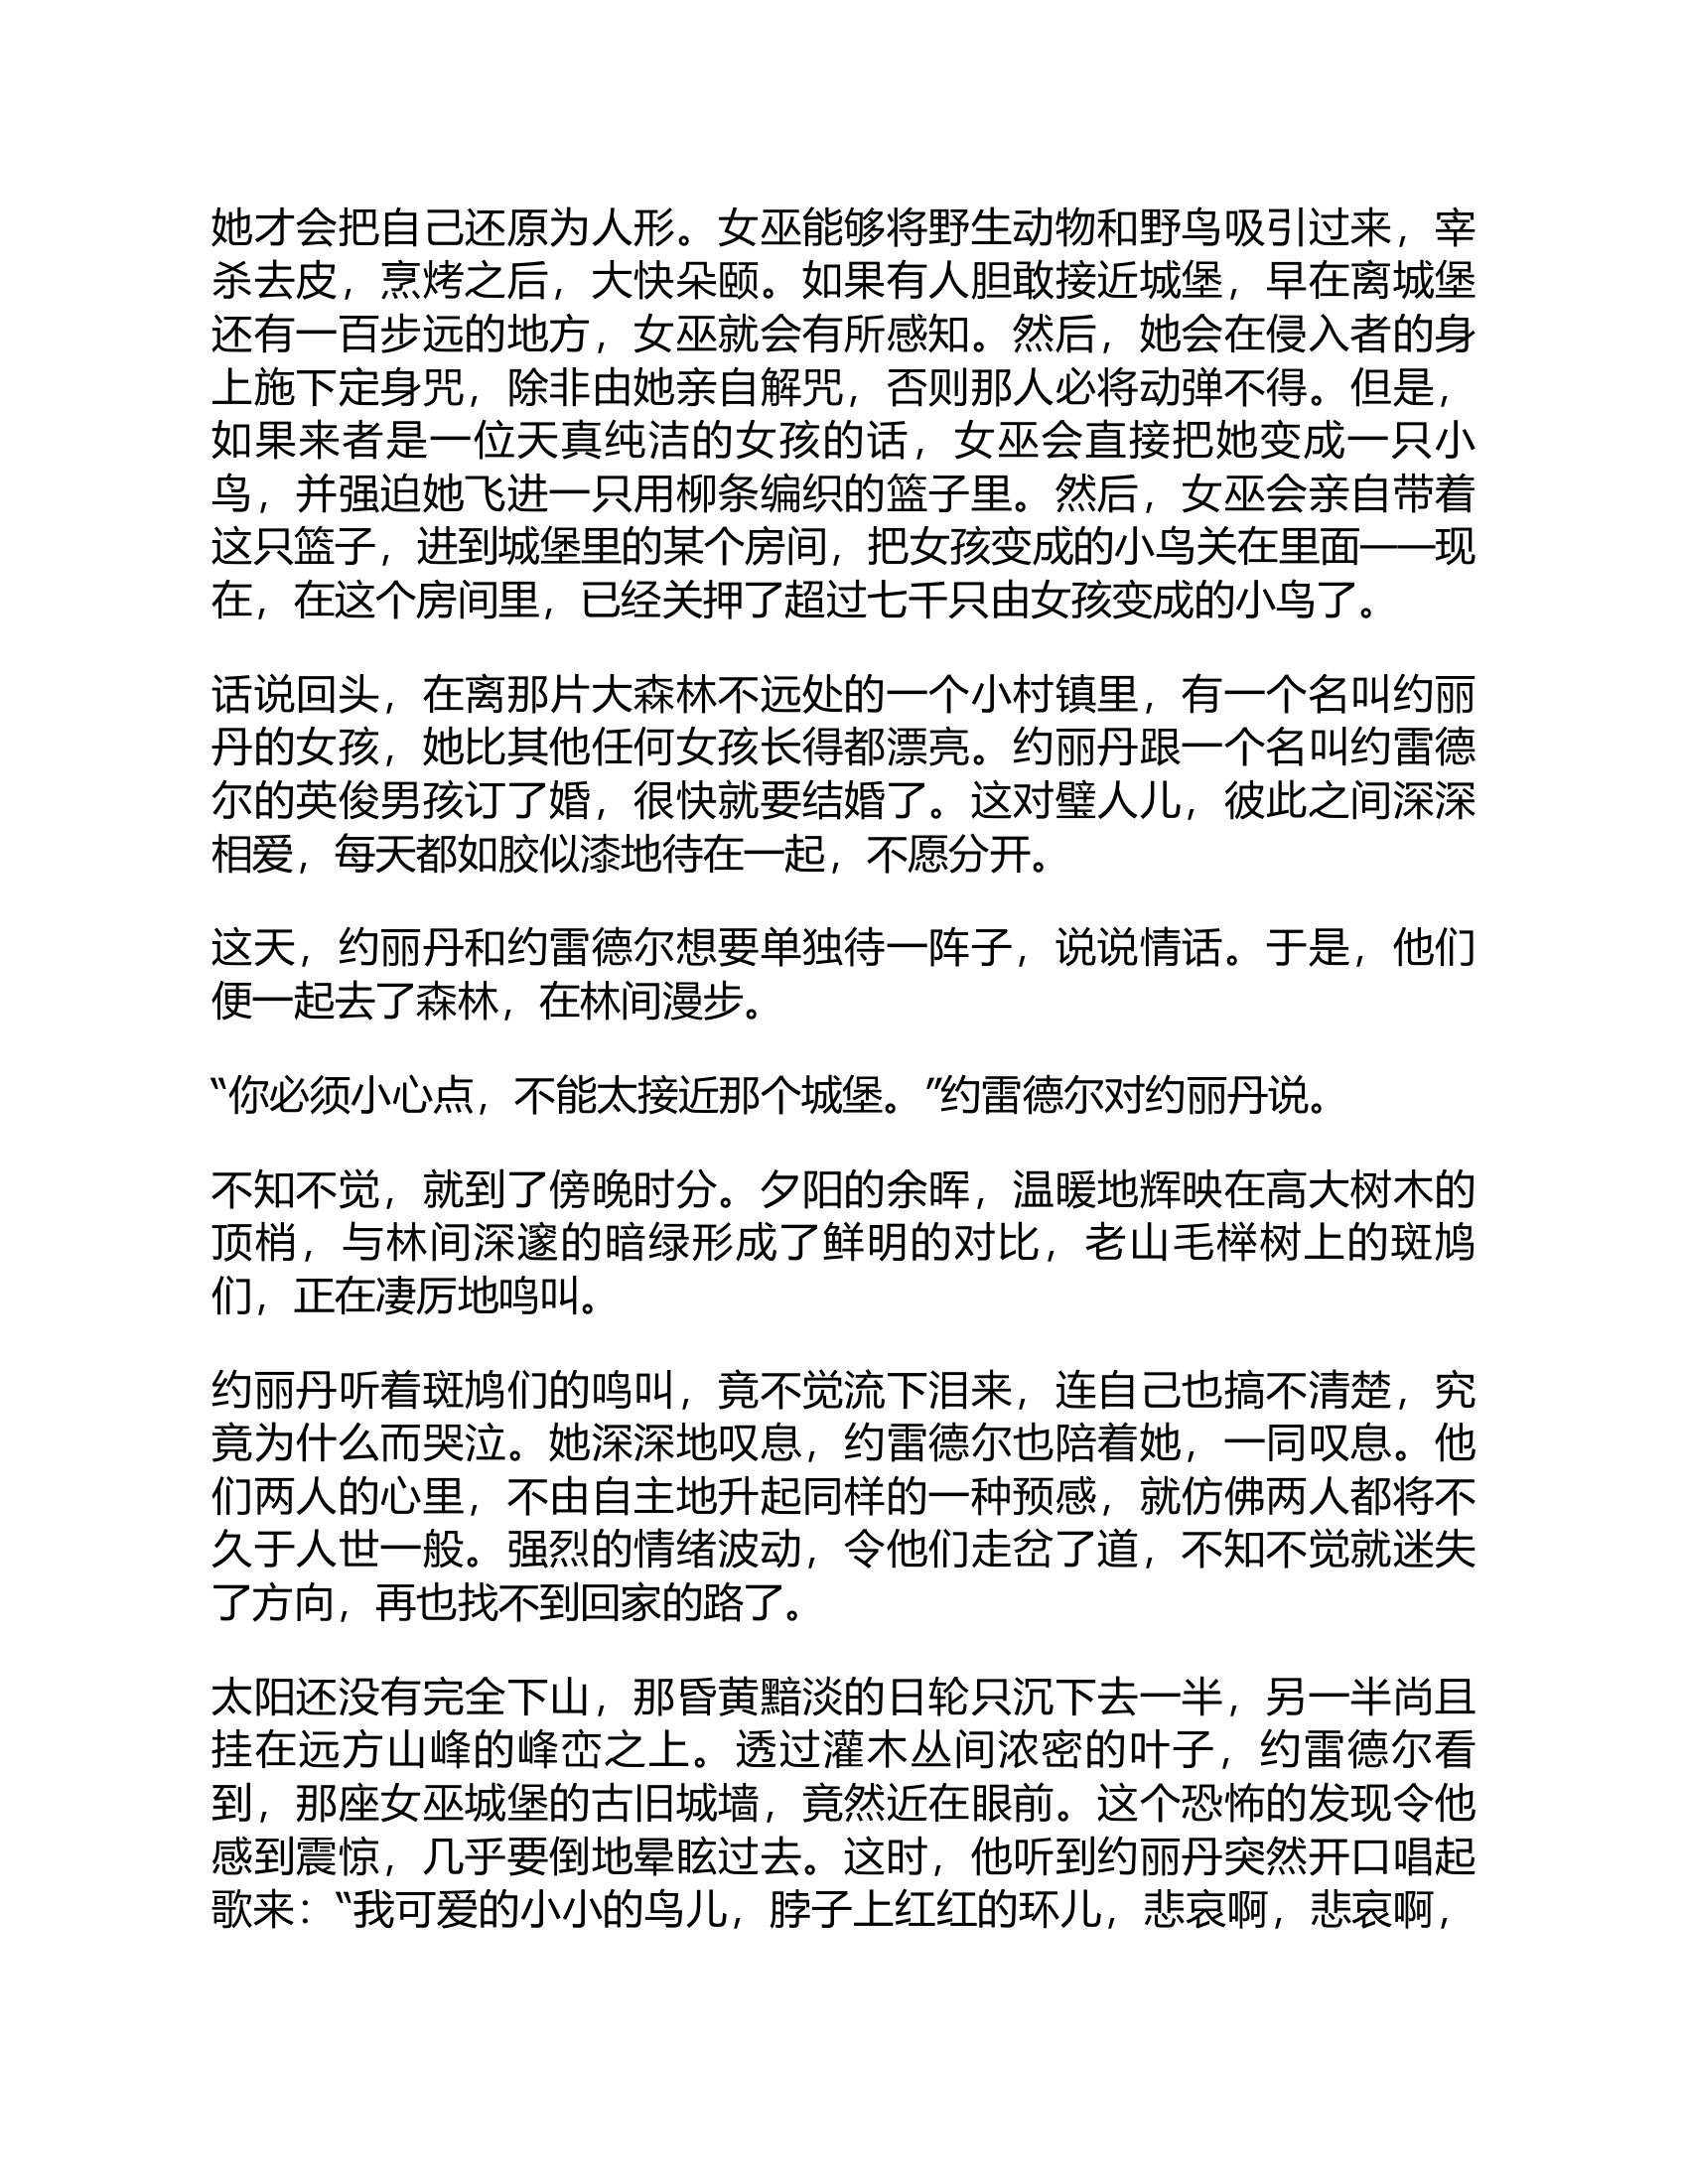 她才会把自己还原为人形。女巫能够将野生动物和野鸟吸引过来，宰
杀去皮，烹烤之后，大快朵颐。如果有人胆敢接近城堡，早在离城堡
还有一百步远的地方，女巫就会有所感知。然后，她会在侵入者的身
上施下定身咒，除非由她亲自解咒，否则那人必将动弹不得。但是，
如果来者是一位天真纯洁的女孩的话，女巫会直接把她变成一只小
鸟，并强迫她飞进一只用柳条编织的篮子里。然后，女巫会亲自带着
这只篮子，进到城堡里的某个房间，把女孩变成的小鸟关在里面——现
在，在这个房间里，已经关押了超过七千只由女孩变成的小鸟了。
话说回头，在离那片大森林不远处的一个小村镇里，有一个名叫约丽
丹的女孩，她比其他任何女孩长得都漂亮。约丽丹跟一个名叫约雷德
尔的英俊男孩订了婚，很快就要结婚了。这对璧人儿，彼此之间深深
相爱，每天都如胶似漆地待在一起，不愿分开。
这天，约丽丹和约雷德尔想要单独待一阵子，说说情话。于是，他们
便一起去了森林，在林间漫步。
“你必须小心点，不能太接近那个城堡。”约雷德尔对约丽丹说。
不知不觉，就到了傍晚时分。夕阳的余晖，温暖地辉映在高大树木的
顶梢，与林间深邃的暗绿形成了鲜明的对比，老山毛榉树上的斑鸠
们，正在凄厉地鸣叫。
约丽丹听着斑鸠们的鸣叫，竟不觉流下泪来，连自己也搞不清楚，究
竟为什么而哭泣。她深深地叹息，约雷德尔也陪着她，一同叹息。他
们两人的心里，不由自主地升起同样的一种预感，就仿佛两人都将不
久于人世一般。强烈的情绪波动，令他们走岔了道，不知不觉就迷失
了方向，再也找不到回家的路了。
太阳还没有完全下山，那昏黄黯淡的日轮只沉下去一半，另一半尚且
挂在远方山峰的峰峦之上。透过灌木丛间浓密的叶子，约雷德尔看
到，那座女巫城堡的古旧城墙，竟然近在眼前。这个恐怖的发现令他
感到震惊，几乎要倒地晕眩过去。这时，他听到约丽丹突然开口唱起
歌来：“我可爱的小小的鸟儿，脖子上红红的环儿，悲哀啊，悲哀啊，